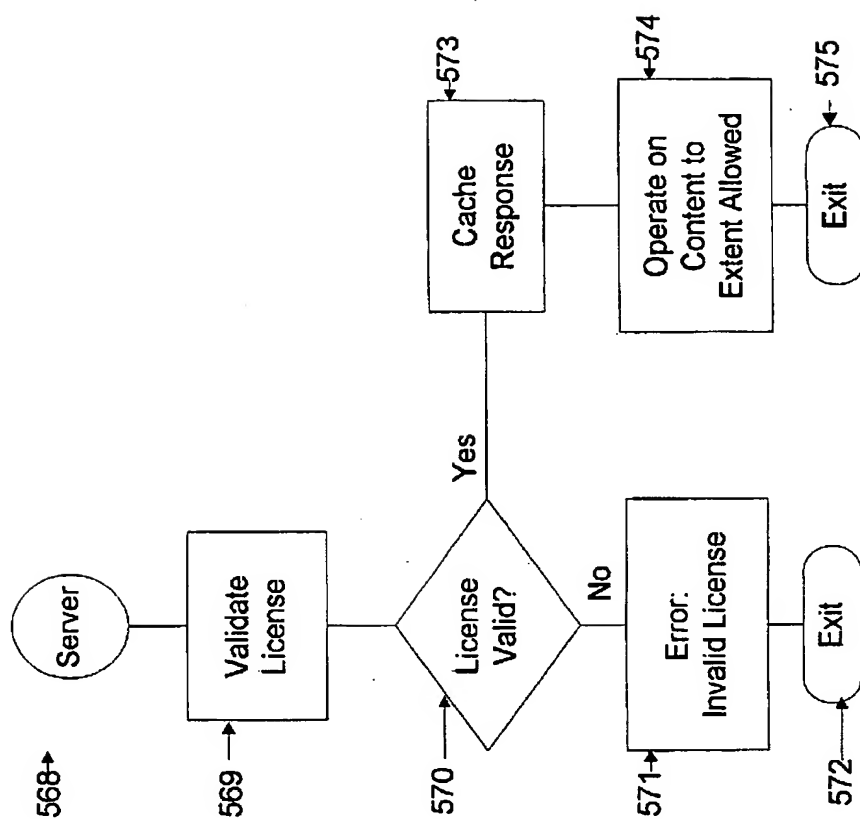 568
Server
569
Validate
License
570
License
Valid?
Yes
No
571
Error:
Invalid License
572
Exit
573
Cache
Response
574
Operate on
Content to
Extent Allowed
575
Exit